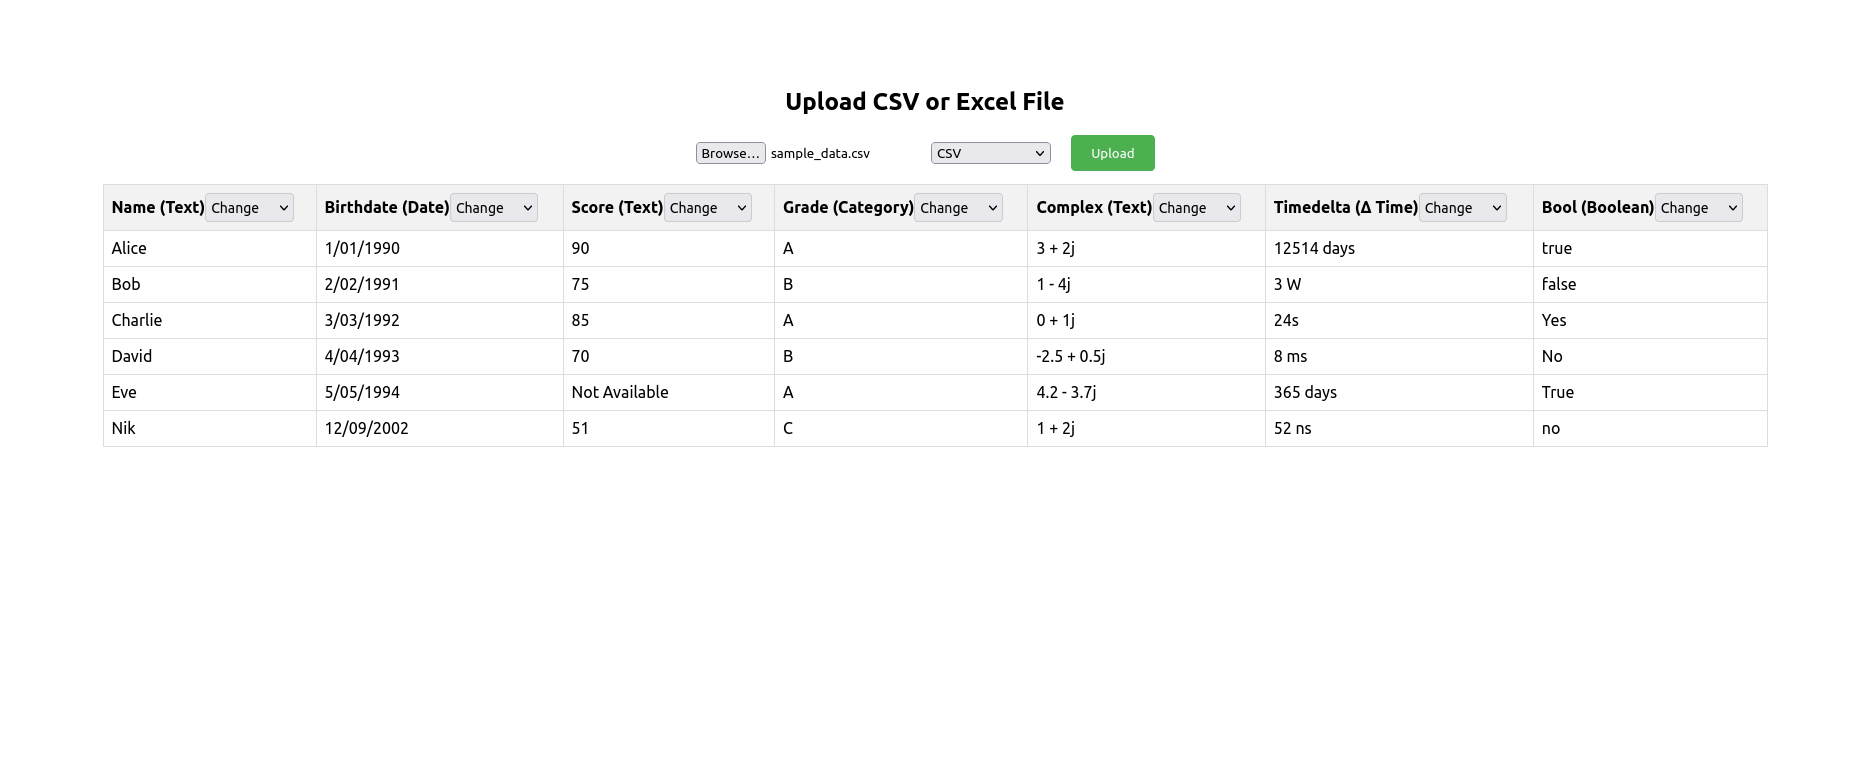 Upload CSV or Excel File
Browse... sample_data.csv CSV Upload
Name (Text) Change Birthdate (Date) Change Score (Text) Change Grade (Category) Change Complex (Text) Change Timedelta (Δ Time) Change Bool (Boolean) Change
Alice 1/01/1990 90 A 3 + 2j 12514 days true
Bob 2/02/1991 75 B 1 - 4j 3 W false
Charlie 3/03/1992 85 A 0 + 1j 24s Yes
David 4/04/1993 70 B -2.5 + 0.5j 8 ms No
Eve 5/05/1994 Not Available A 4.2 - 3.7j 365 days True
Nik 12/09/2002 51 C 1 + 2j 52 ns no